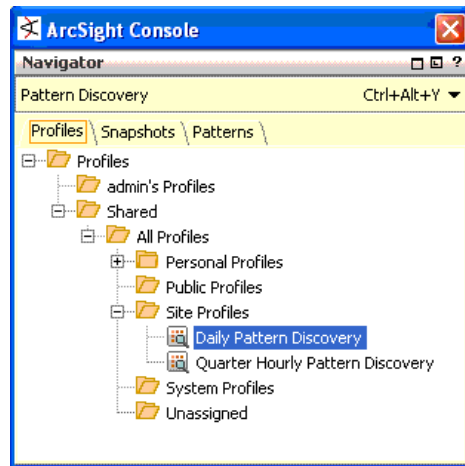 ArcSight Console
Navigator ?
Pattern Discovery Ctrl+Alt+Y
Profiles Snapshots Patterns
Profiles
admin's Profiles
Shared
All Profiles
Personal Profiles
Public Profiles
Site Profiles
Daily Pattern Discovery
Quarter Hourly Pattern Discovery
System Profiles
Unassigned